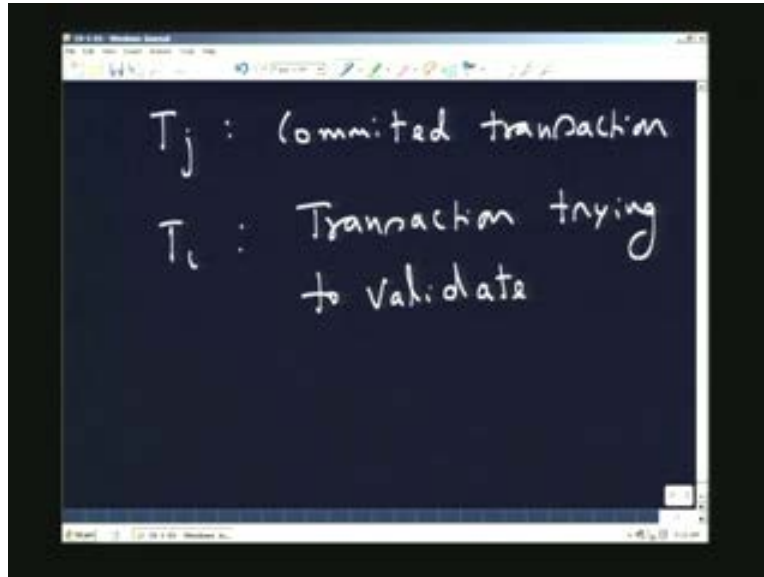 Tj : Commited transaction
Ti : Transaction trying
to validate